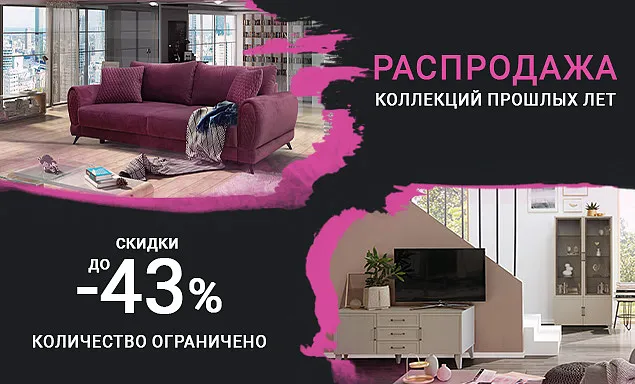 РАСПРОДАЖА
КОЛЛЕКЦИЙ ПРОШЛЫХ ЛЕТ
СКИДКИ
ДО
-43%
КОЛИЧЕСТВО ОГРАНИЧЕНО